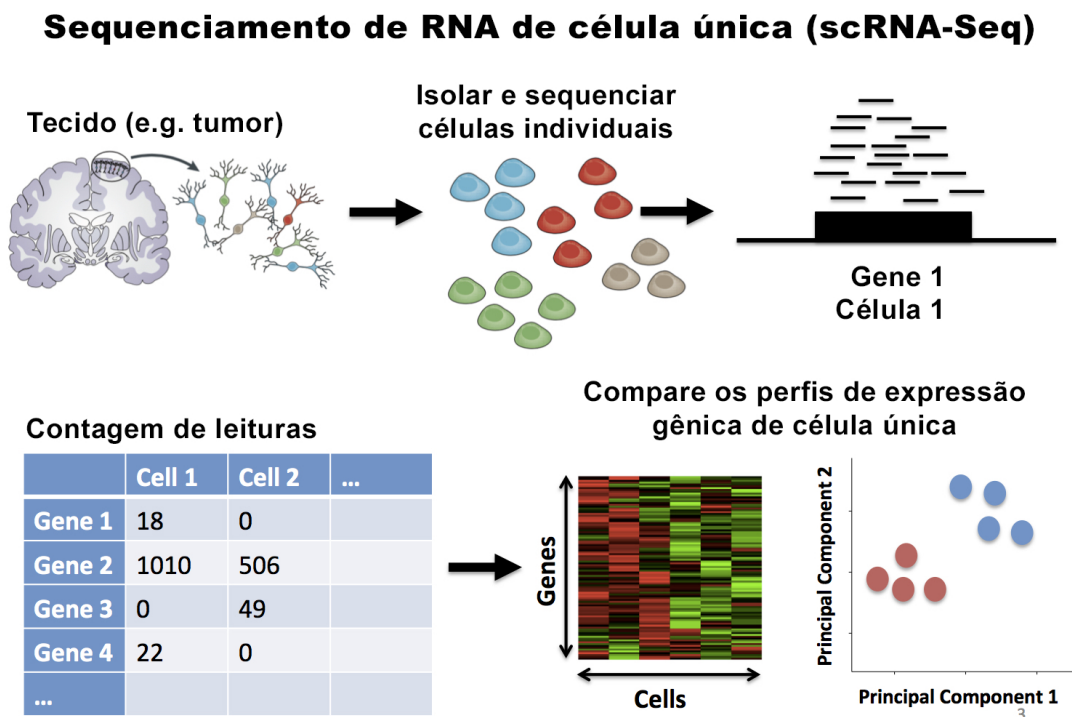 Sequenciamento de RNA de célula única (scRNA-Seq)
Tecido (e.g. tumor)
Isolar e sequenciar
células individuais
Gene 1
Célula 1
Contagem de leituras
Cell 1 Cell 2 ...
Gene 1 18 0
Gene 2 1010 506
Gene 3 0 49
Gene 4 22 0
...
Compare os perfis de expressão
gênica de célula única
Genes
Cells
Principal Component 2
Principal Component 1
3